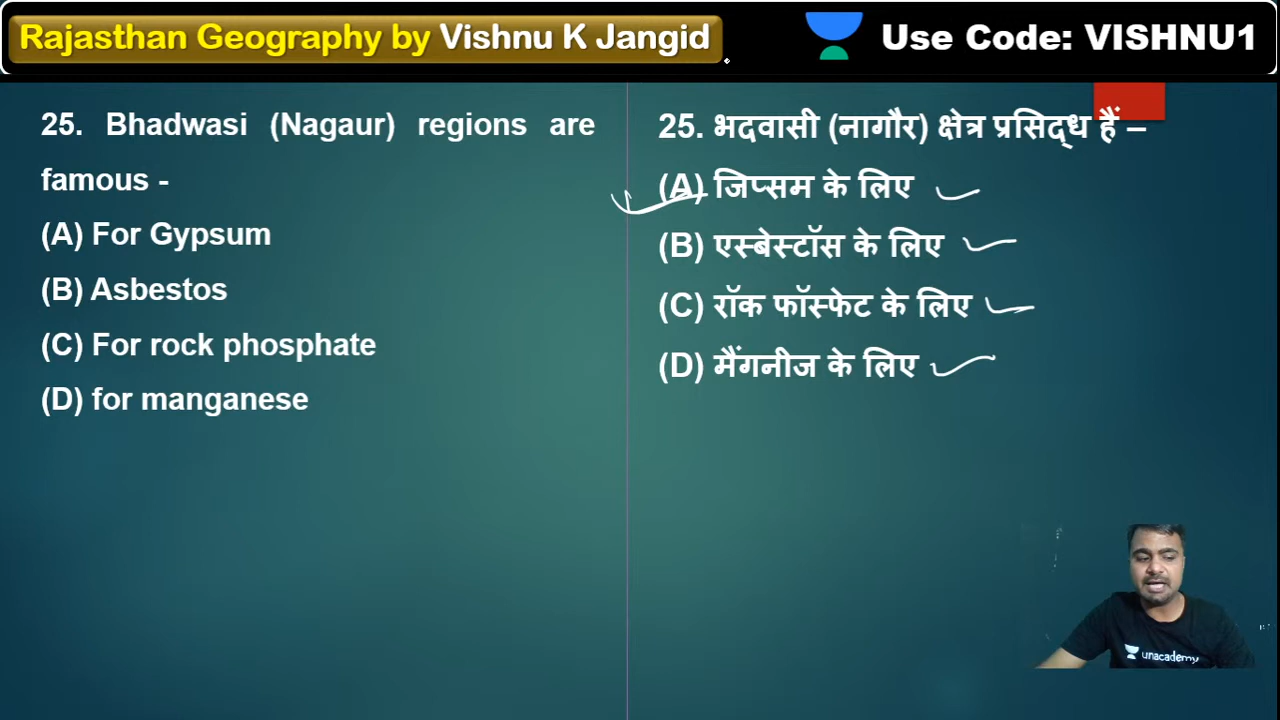 Rajasthan Geography by Vishnu K Jangid
Use Code: VISHNU1
25. Bhadwasi (Nagaur) regions are
famous -
(A) For Gypsum
(B) Asbestos
(C) For rock phosphate
(D) for manganese
25. भदवासी (नागौर) क्षेत्र प्रसिद्ध हैं –
(A) जिप्सम के लिए
(B) एस्बेस्टॉस के लिए
(C) रॉक फॉस्फेट के लिए
(D) मैंगनीज के लिए
unacademy